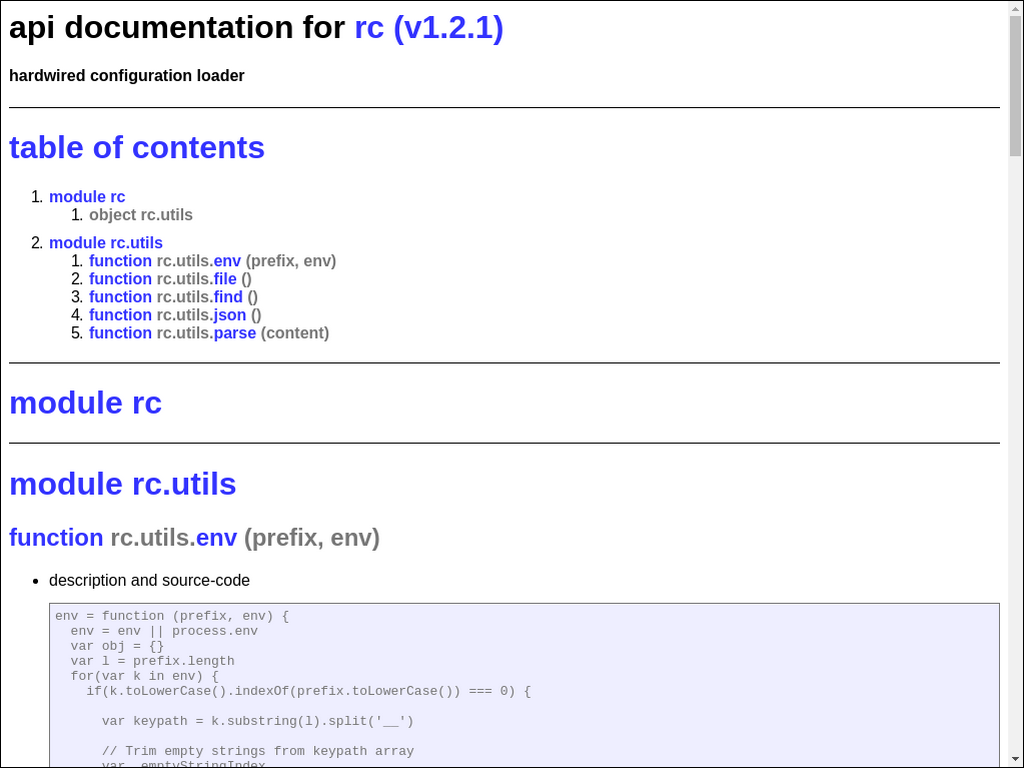 api documentation for rc (v1.2.1)
hardwired configuration loader
table of contents
1. module rc
1. object rc.utils
2. module rc.utils
1. function rc.utils.env (prefix, env)
2. function rc.utils.file ()
3. function rc.utils.find ()
4. function rc.utils.json ()
5. function rc.utils.parse (content)
module rc
module rc.utils
function rc.utils.env (prefix, env)
• description and source-code
env = function (prefix, env) {
  env = env || process.env
  var obj = {}
  var l = prefix.length
  for(var k in env) {
    if(k.toLowerCase().indexOf(prefix.toLowerCase()) === 0) {
      var keypath = k.substring(l).split('__')
      // Trim empty strings from keypath array
      var _emptyStringIndex